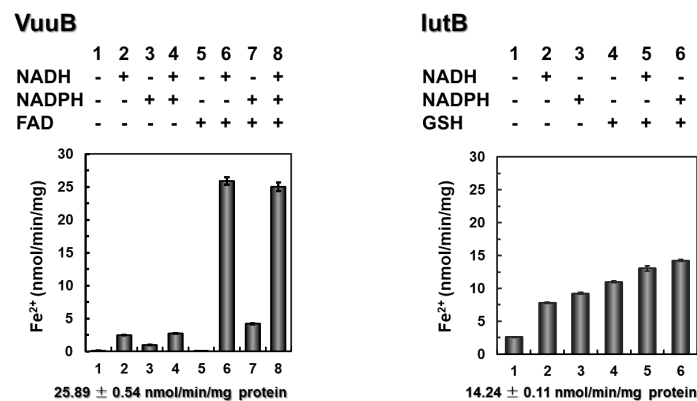 VuuB
1 2 3 4 5 6 7 8
NADH - + - + - + - +
NADPH - - + + - - + +
FAD - - - - + + + +
30
25
20
15
10
5
0
Fe²⁺ (nmol/min/mg)
1 2 3 4 5 6 7 8
25.89 ± 0.54 nmol/min/mg protein
IutB
1 2 3 4 5 6
NADH - + - - + -
NADPH - - + - - +
GSH - - - + + +
30
25
20
15
10
5
0
Fe²⁺ (nmol/min/mg)
1 2 3 4 5 6
14.24 ± 0.11 nmol/min/mg protein